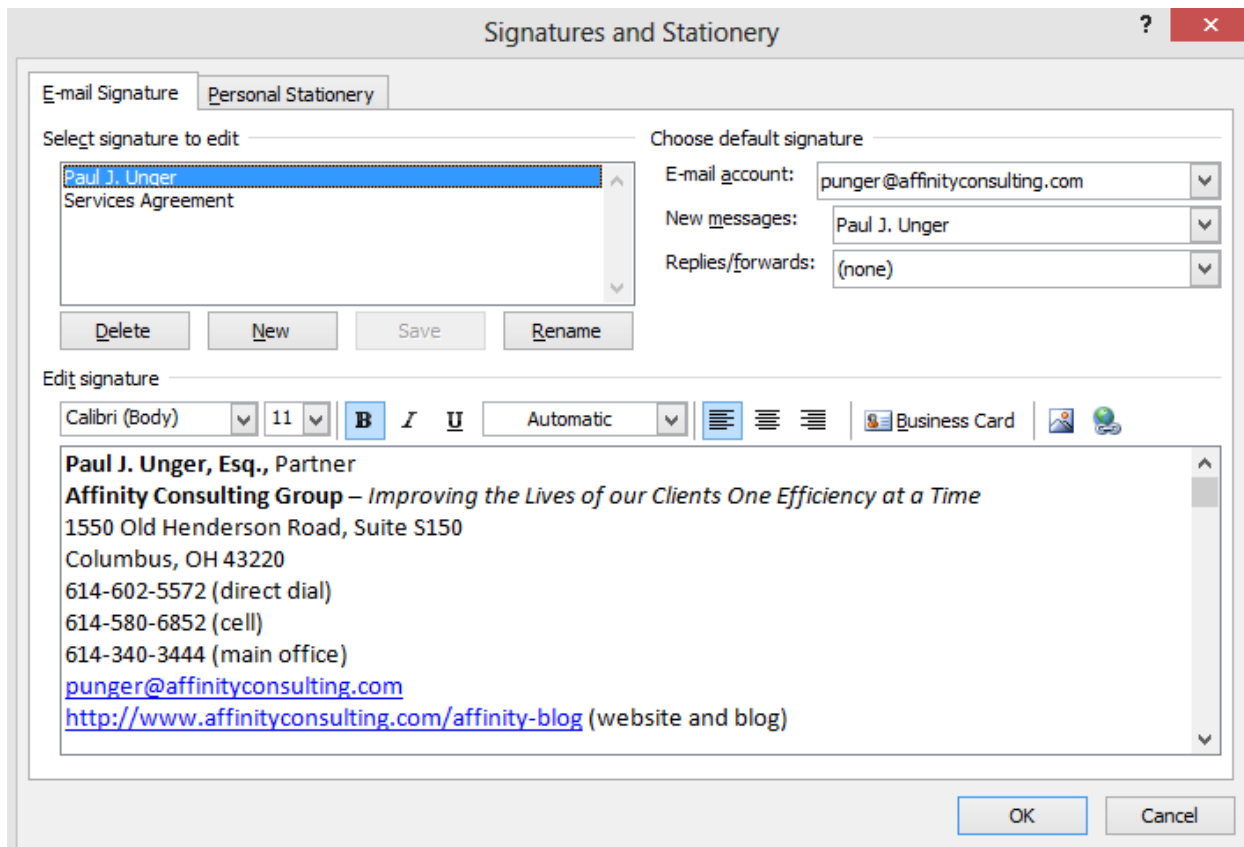 Signatures and Stationery
?
E-mail Signature
Personal Stationery
Select signature to edit
Paul J. Unger
Services Agreement
Delete
New
Save
Rename
Choose default signature
E-mail account: punger@affinityconsulting.com
New messages: Paul J. Unger
Replies/forwards: (none)
Edit signature
Calibri (Body) 11 B I U Automatic Business Card
Paul J. Unger, Esq., Partner
Affinity Consulting Group – Improving the Lives of our Clients One Efficiency at a Time
1550 Old Henderson Road, Suite S150
Columbus, OH 43220
614-602-5572 (direct dial)
614-580-6852 (cell)
614-340-3444 (main office)
punger@affinityconsulting.com
http://www.affinityconsulting.com/affinity-blog (website and blog)
OK
Cancel